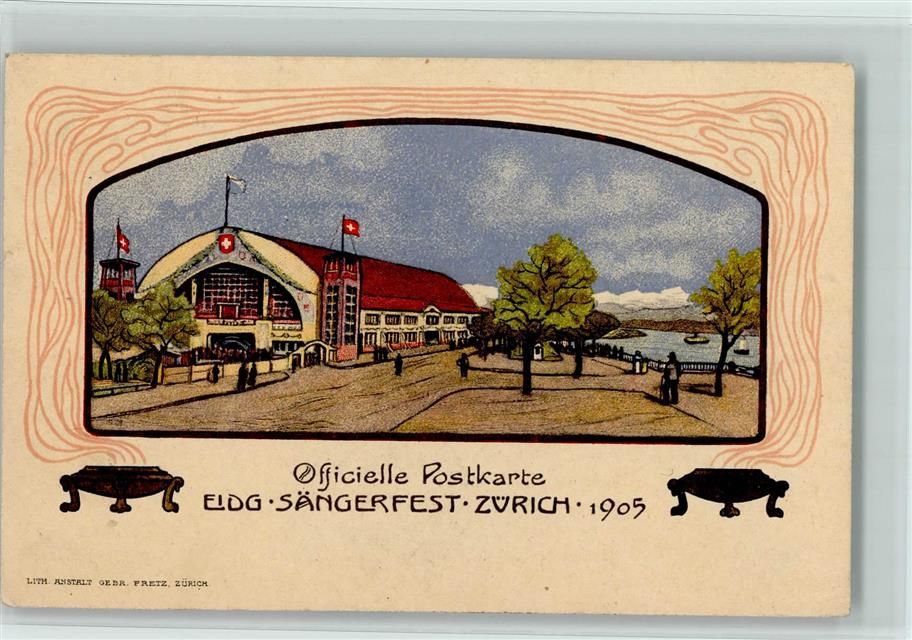 Officielle Postkarte
EIDG · SÄNGERFEST · ZÜRICH · 1905
LITH. ANSTALT GEBR. FRETZ, ZÜRICH.